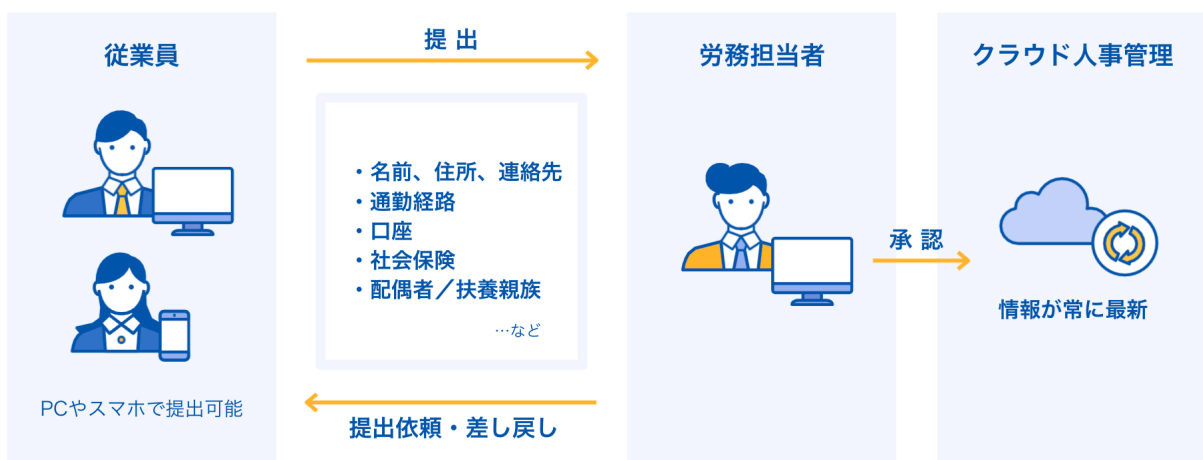 従業員
PCやスマホで提出可能
提出
・名前、住所、連絡先
・通勤経路
・口座
・社会保険
・配偶者／扶養親族
…など
提出依頼・差し戻し
労務担当者
承認
クラウド人事管理
情報が常に最新